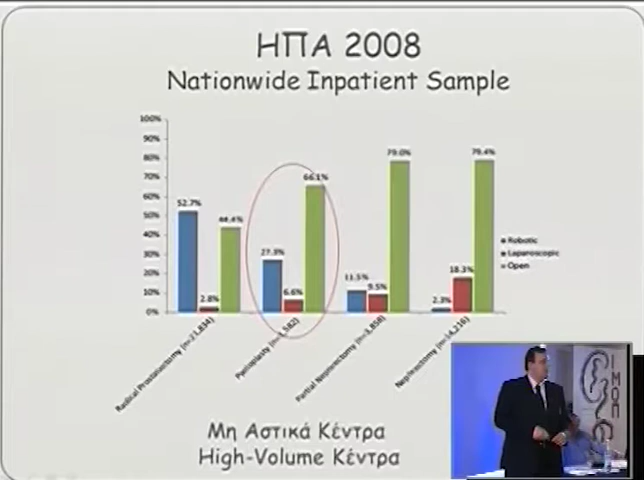 ΗΠΑ 2008
Nationwide Inpatient Sample
100%
90%
80%
70%
60%
50%
40%
30%
20%
10%
0%
52.7%
2.8%
44.4%
27.3%
6.6%
66.1%
11.5%
9.5%
79.0%
2.3%
18.3%
79.4%
Robotic
Laparoscopic
Open
Radical Prostatectomy
Pyeloplasty
Partial Nephrectomy
Nephrectomy
Μη Αστικά Κέντρα
High-Volume Κέντρα